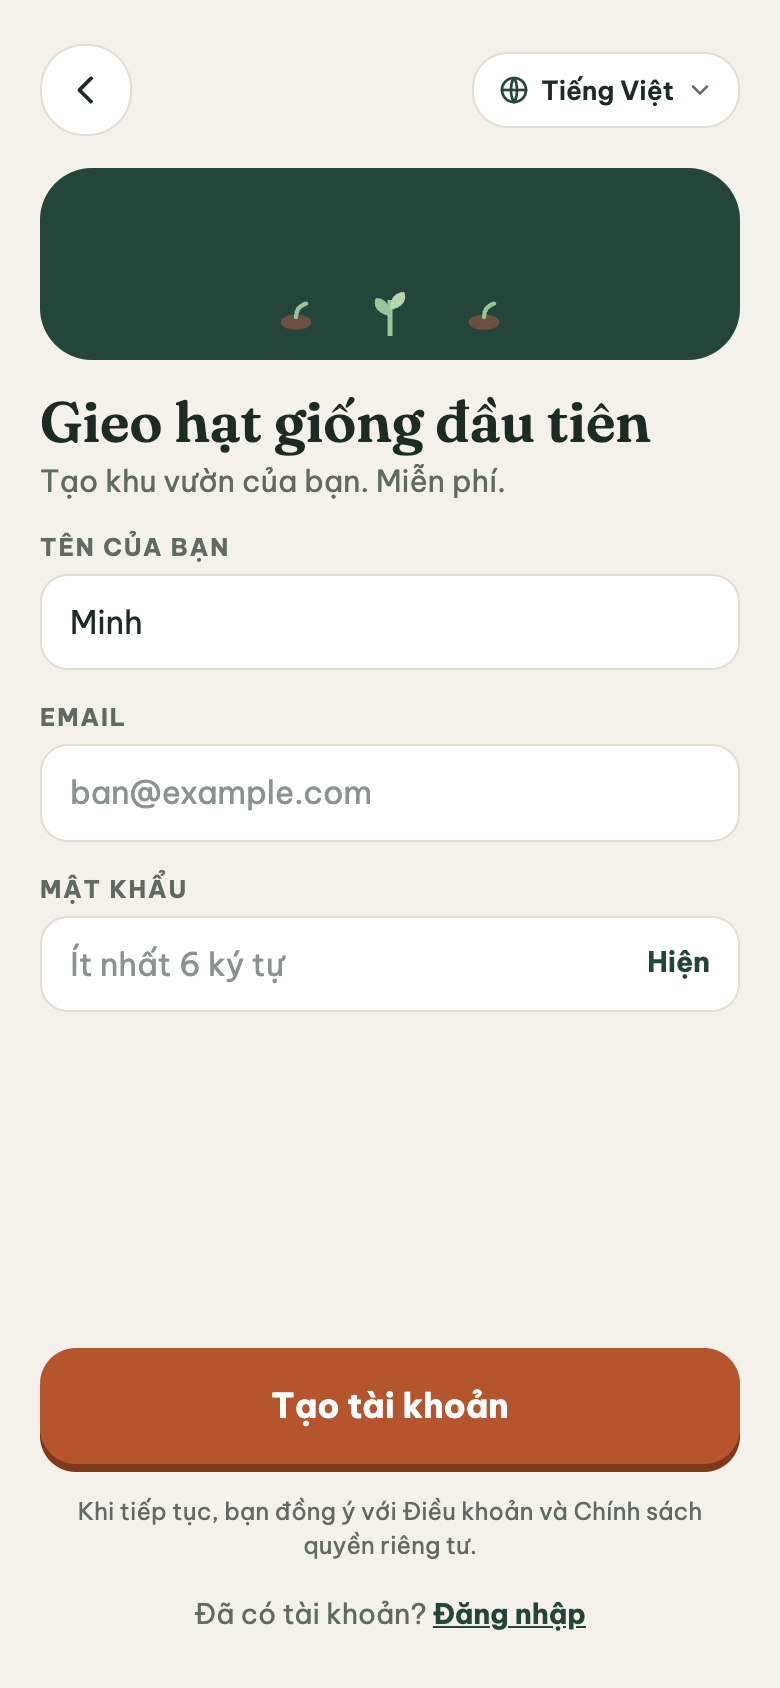 Tiếng Việt
Gieo hạt giống đầu tiên
Tạo khu vườn của bạn. Miễn phí.
TÊN CỦA BẠN
Minh
EMAIL
ban@example.com
MẬT KHẨU
Ít nhất 6 ký tự
Hiện
Tạo tài khoản
Khi tiếp tục, bạn đồng ý với Điều khoản và Chính sách
quyền riêng tư.
Đã có tài khoản? Đăng nhập